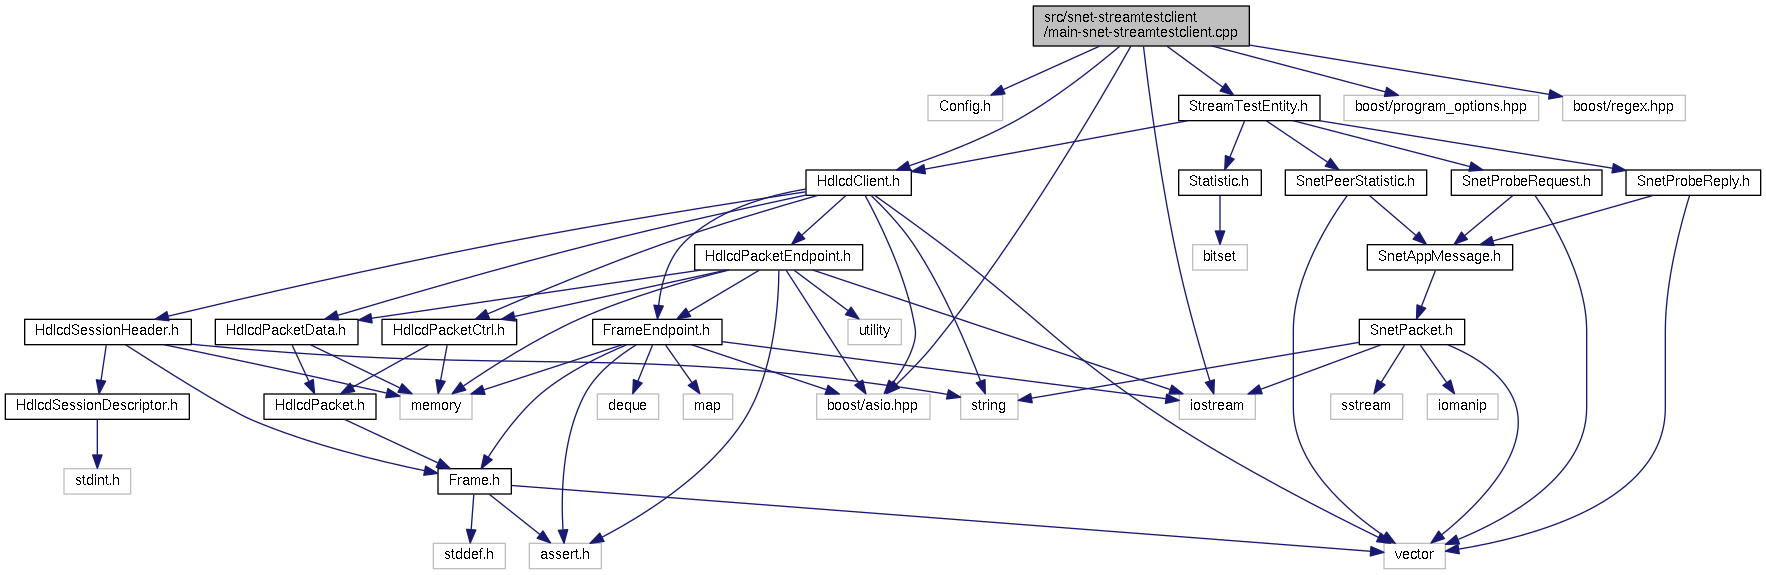 src/snet-streamtestclient
/main-snet-streamtestclient.cpp
Config.h
StreamTestEntity.h
boost/program_options.hpp
boost/regex.hpp
HdlcdClient.h
Statistic.h
SnetPeerStatistic.h
SnetProbeRequest.h
SnetProbeReply.h
HdlcdPacketEndpoint.h
bitset
SnetAppMessage.h
HdlcdSessionHeader.h
HdlcdPacketData.h
HdlcdPacketCtrl.h
FrameEndpoint.h
utility
SnetPacket.h
HdlcdSessionDescriptor.h
HdlcdPacket.h
memory
deque
map
boost/asio.hpp
string
iostream
sstream
iomanip
stdint.h
Frame.h
stddef.h
assert.h
vector